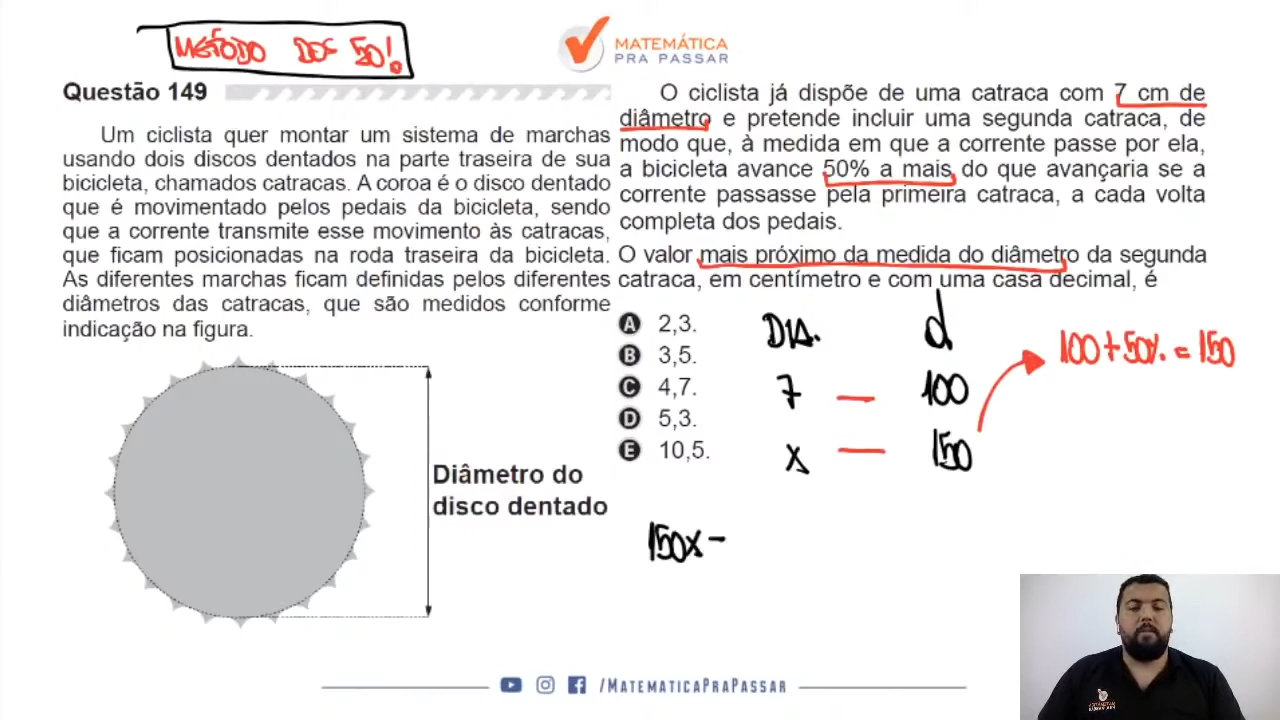 MÉTODO DOS 50!
MATEMÁTICA
PRA PASSAR
Questão 149
Um ciclista quer montar um sistema de marchas
usando dois discos dentados na parte traseira de sua
bicicleta, chamados catracas. A coroa é o disco dentado
que é movimentado pelos pedais da bicicleta, sendo
que a corrente transmite esse movimento às catracas,
que ficam posicionadas na roda traseira da bicicleta.
As diferentes marchas ficam definidas pelos diferentes
diâmetros das catracas, que são medidos conforme
indicação na figura.
Diâmetro do
disco dentado
O ciclista já dispõe de uma catraca com 7 cm de
diâmetro e pretende incluir uma segunda catraca, de
modo que, à medida em que a corrente passe por ela,
a bicicleta avance 50% a mais do que avançaria se a
corrente passasse pela primeira catraca, a cada volta
completa dos pedais.
O valor mais próximo da medida do diâmetro da segunda
catraca, em centímetro e com uma casa decimal, é
A 2,3.
B 3,5.
C 4,7.
D 5,3.
E 10,5.
DIA. d
7 — 100
x — 150
100 + 50% = 150
150x -
/MATEMATICAPRAPASSAR